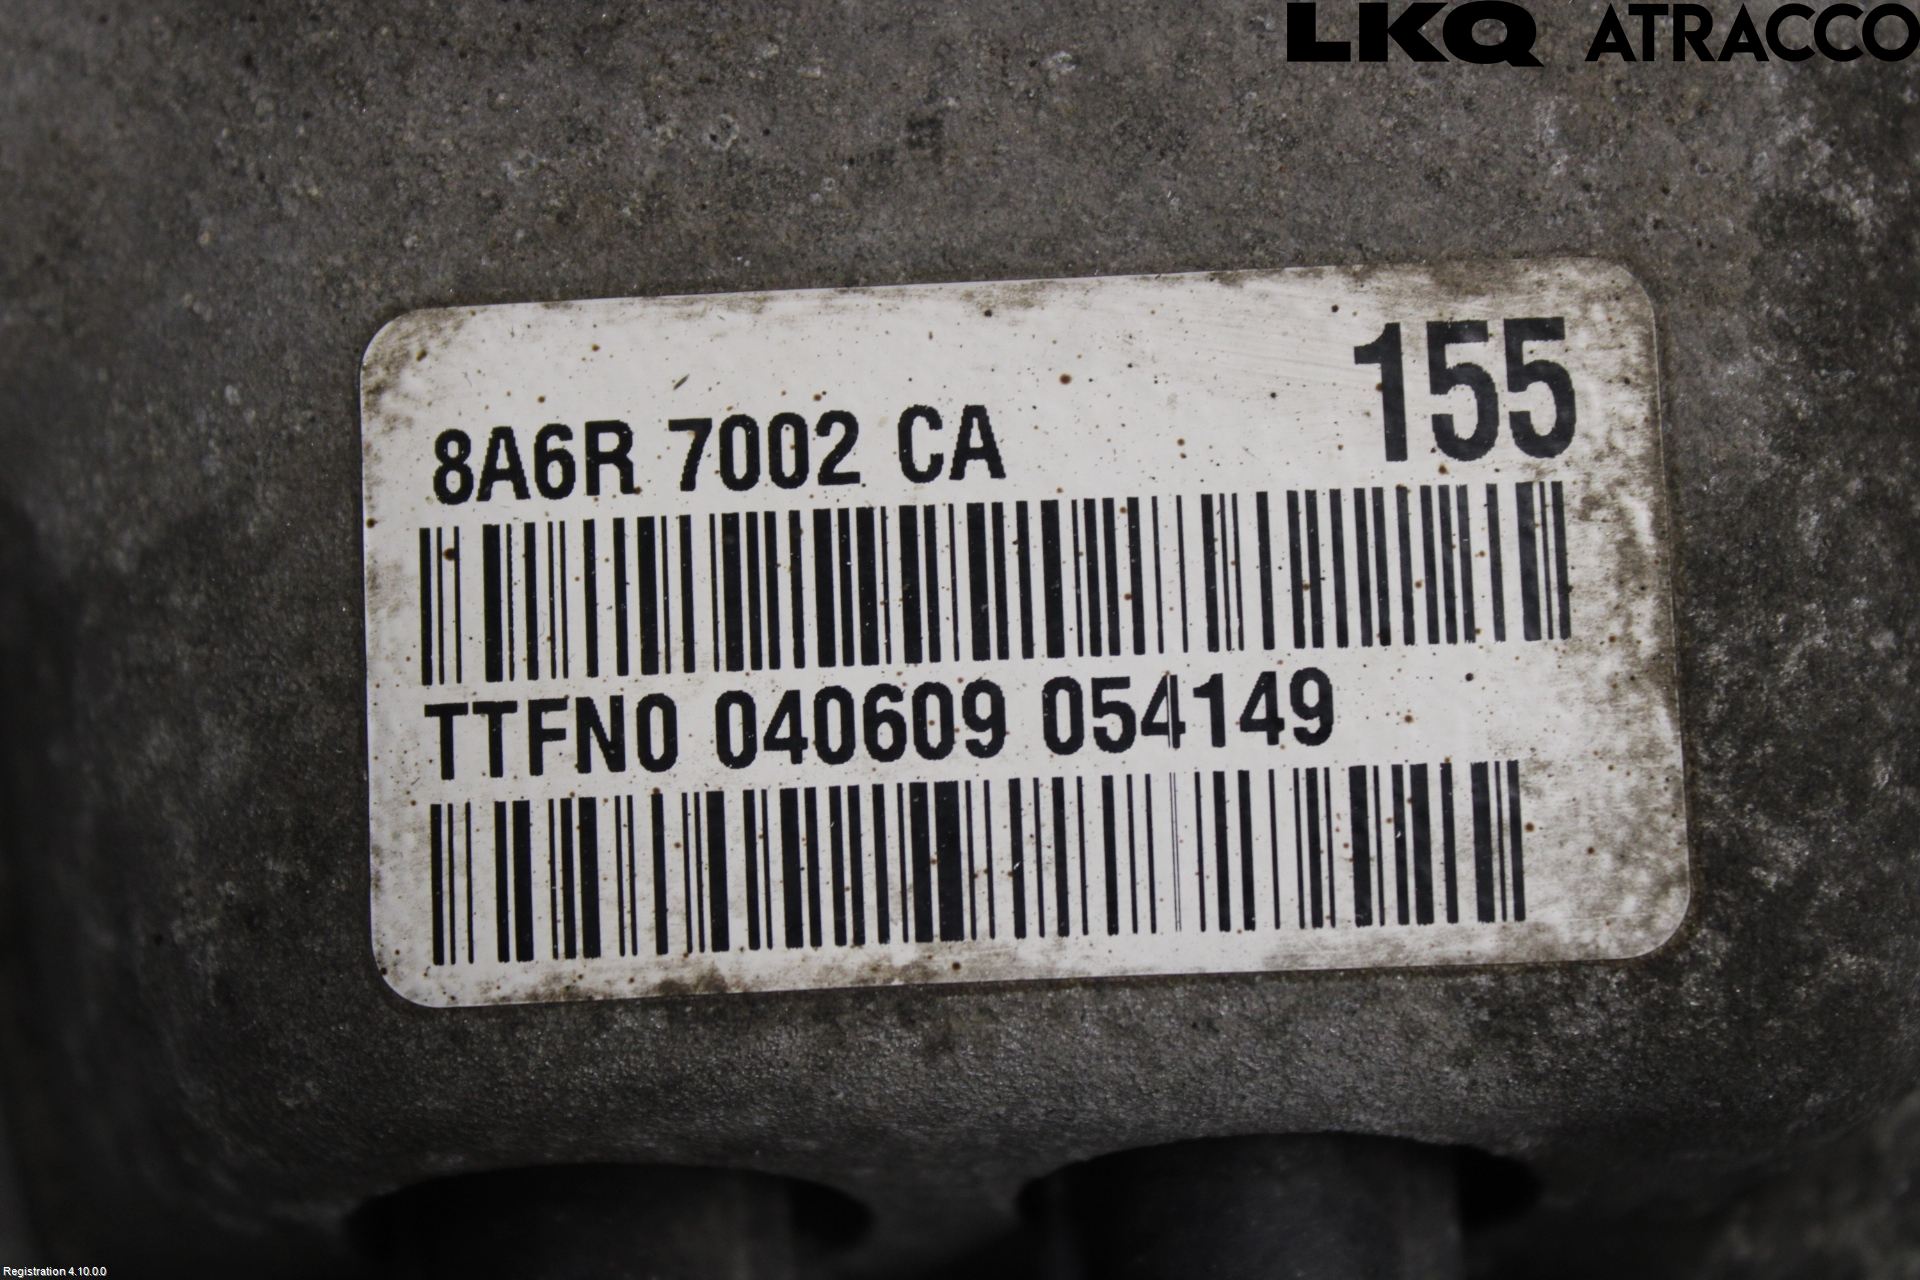 LKQ ATRACCO
155
8A6R 7002 CA
TTFN0 040609 054149
Registration 4.10.0.0